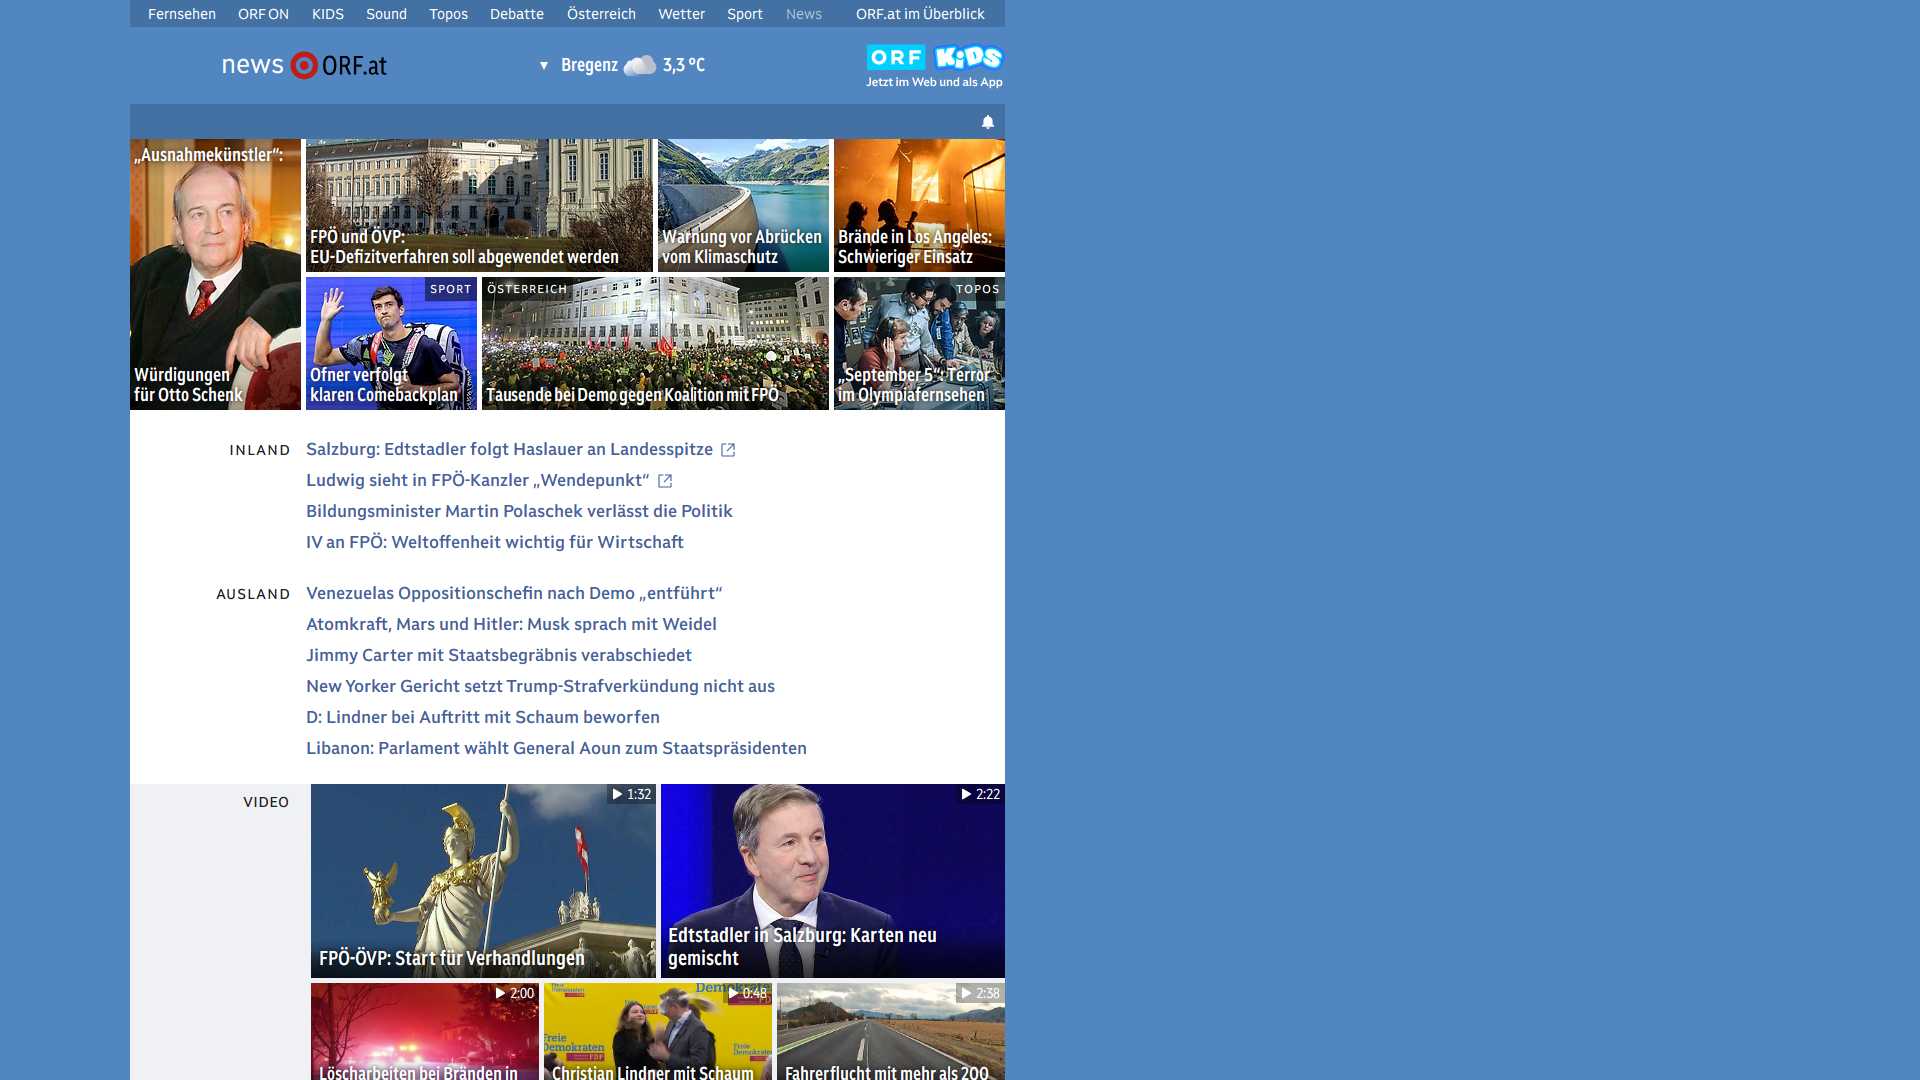 Fernsehen ORF ON KIDS Sound Topos Debatte Österreich Wetter Sport News ORF.at im Überblick
news ORF.at
Bregenz 3,3 °C
ORF KiDS
Jetzt im Web und als App
„Ausnahmekünstler“:
Würdigungen
für Otto Schenk
FPÖ und ÖVP:
EU-Defizitverfahren soll abgewendet werden
Warnung vor Abrücken
vom Klimaschutz
Brände in Los Angeles:
Schwieriger Einsatz
SPORT
Ofner verfolgt
klaren Comebackplan
ÖSTERREICH
Tausende bei Demo gegen Koalition mit FPÖ
TOPOS
„September 5“: Terror
im Olympiafernsehen
INLAND
Salzburg: Edtstadler folgt Haslauer an Landesspitze
Ludwig sieht in FPÖ-Kanzler „Wendepunkt“
Bildungsminister Martin Polaschek verlässt die Politik
IV an FPÖ: Weltoffenheit wichtig für Wirtschaft
AUSLAND
Venezuelas Oppositionschefin nach Demo „entführt“
Atomkraft, Mars und Hitler: Musk sprach mit Weidel
Jimmy Carter mit Staatsbegräbnis verabschiedet
New Yorker Gericht setzt Trump-Strafverkündung nicht aus
D: Lindner bei Auftritt mit Schaum beworfen
Libanon: Parlament wählt General Aoun zum Staatspräsidenten
VIDEO
1:32
FPÖ-ÖVP: Start für Verhandlungen
2:22
Edtstadler in Salzburg: Karten neu
gemischt
2:00
Löscharbeiten bei Bränden in
0:48
Freie
Demokraten
FDP
Christian Lindner mit Schaum
2:38
Fahrerflucht mit mehr als 200